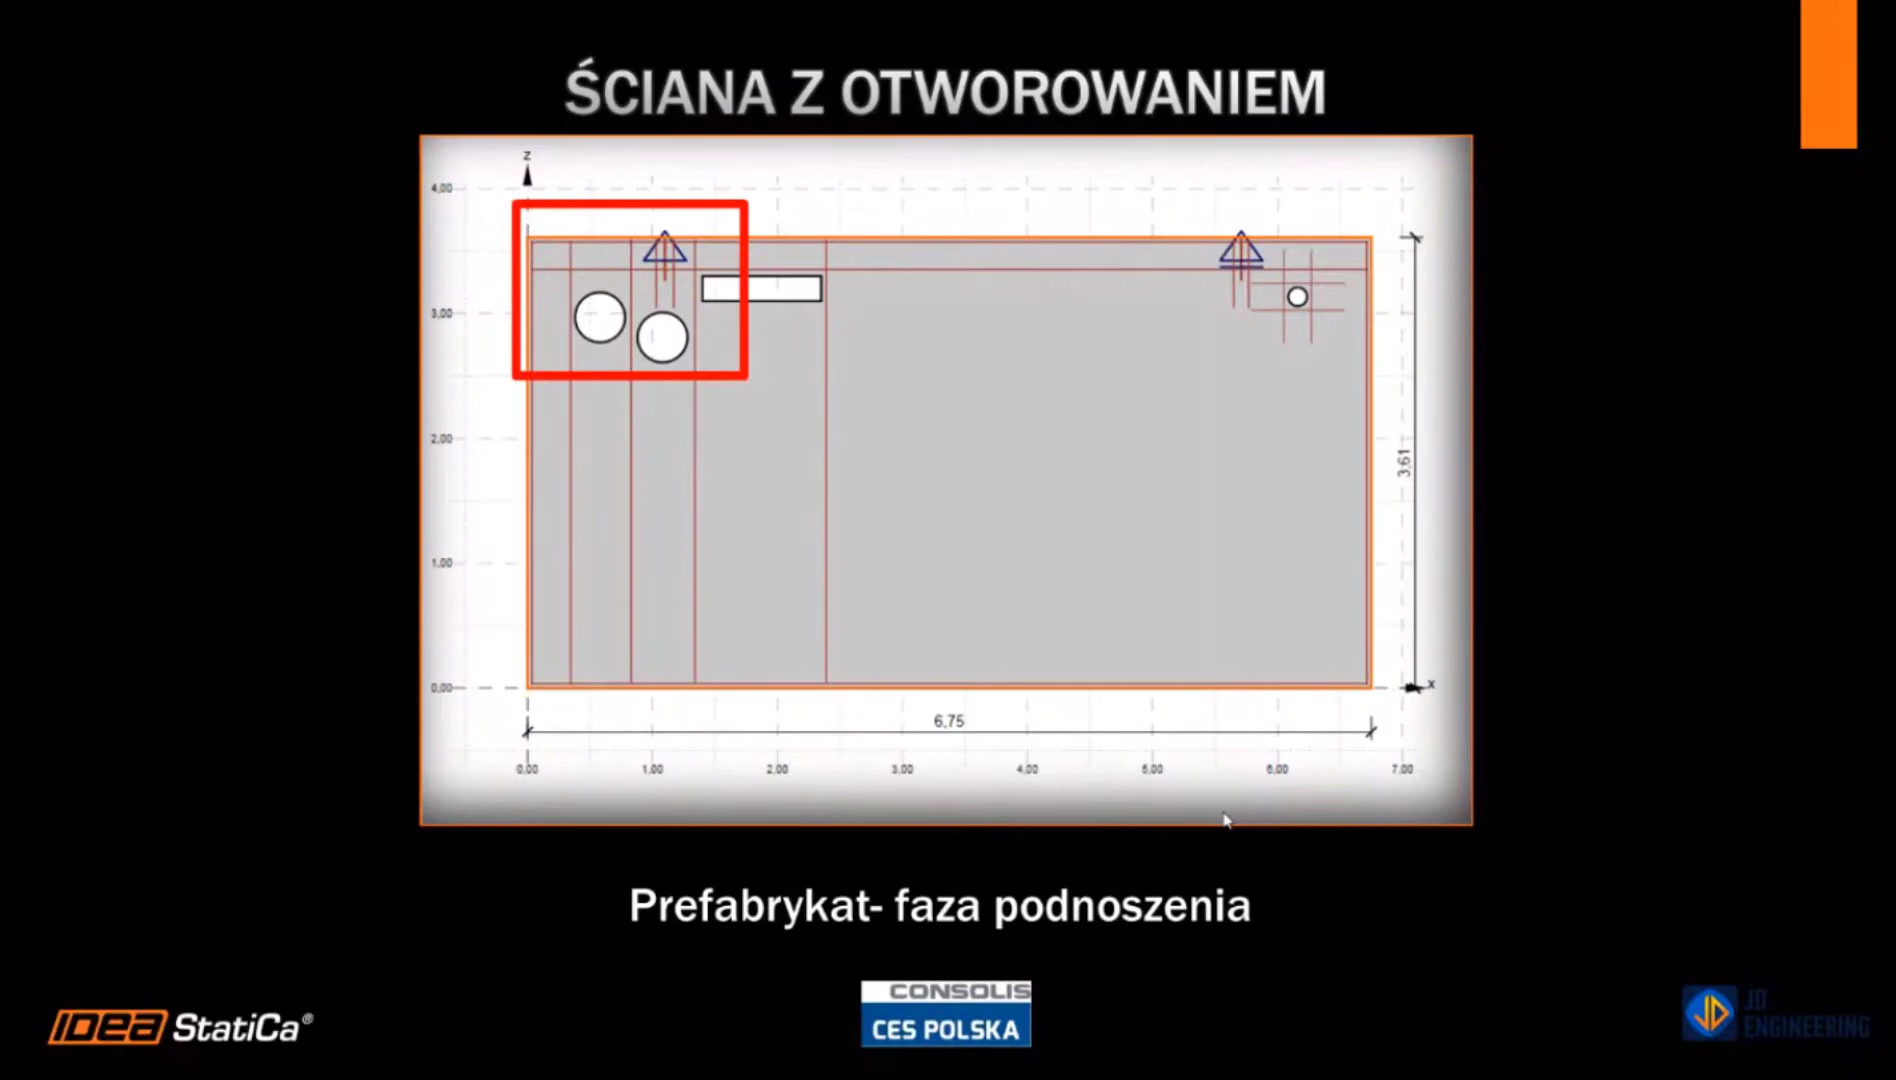 ŚCIANA Z OTWOROWANIEM
z
4,00
3,00
2,00
1,00
0,00
3,61
x
6,75
0,00 1,00 2,00 3,00 4,00 5,00 6,00 7,00
Prefabrykat- faza podnoszenia
IDEA StatiCa®
CONSOLIS
CES POLSKA
JD
ENGINEERING